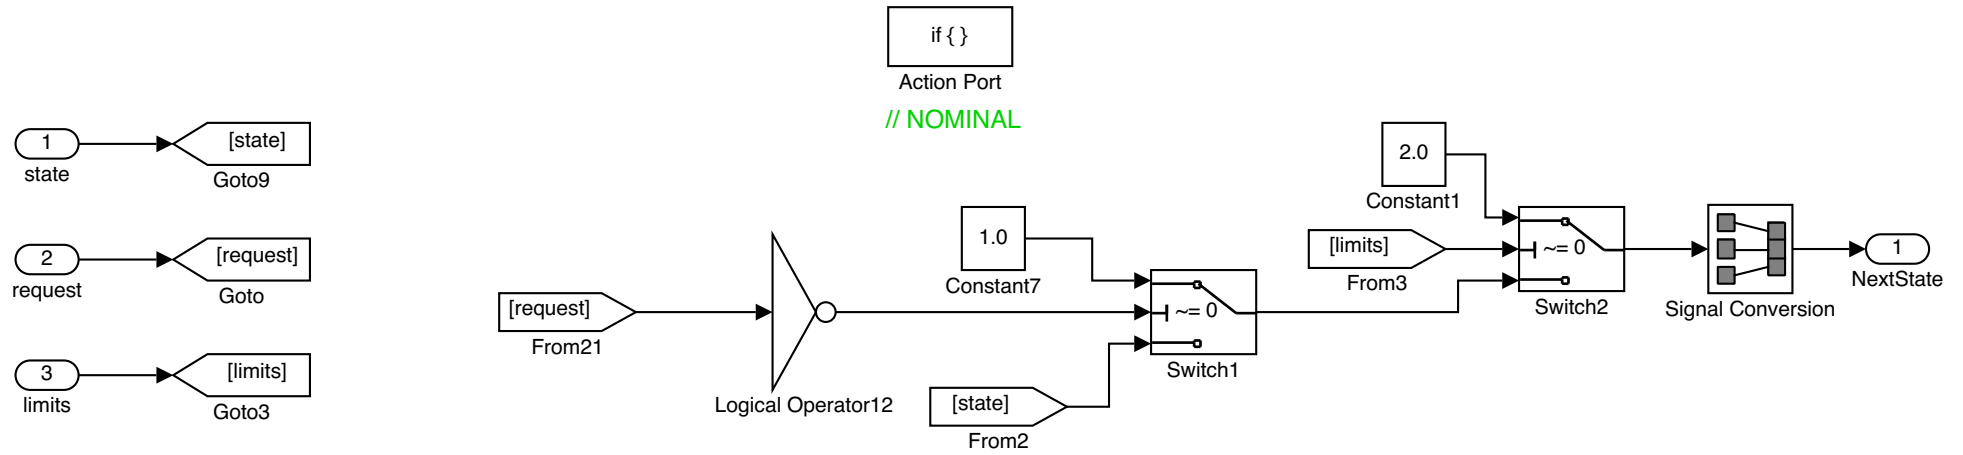 if { }
Action Port
// NOMINAL
1
state
[state]
Goto9
2
request
[request]
Goto
3
limits
[limits]
Goto3
[request]
From21
Logical Operator12
1.0
Constant7
[state]
From2
~= 0
Switch1
2.0
Constant1
[limits]
From3
~= 0
Switch2
Signal Conversion
1
NextState